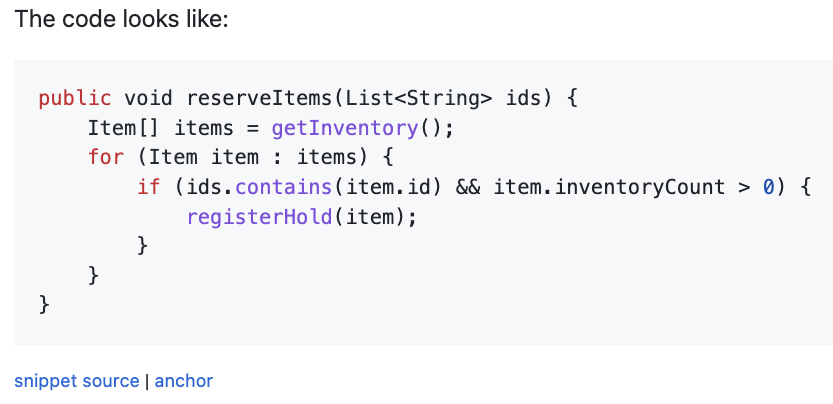 The code looks like:
public void reserveItems(List<String> ids) {
    Item[] items = getInventory();
    for (Item item : items) {
        if (ids.contains(item.id) && item.inventoryCount > 0) {
            registerHold(item);
        }
    }
}
snippet source | anchor